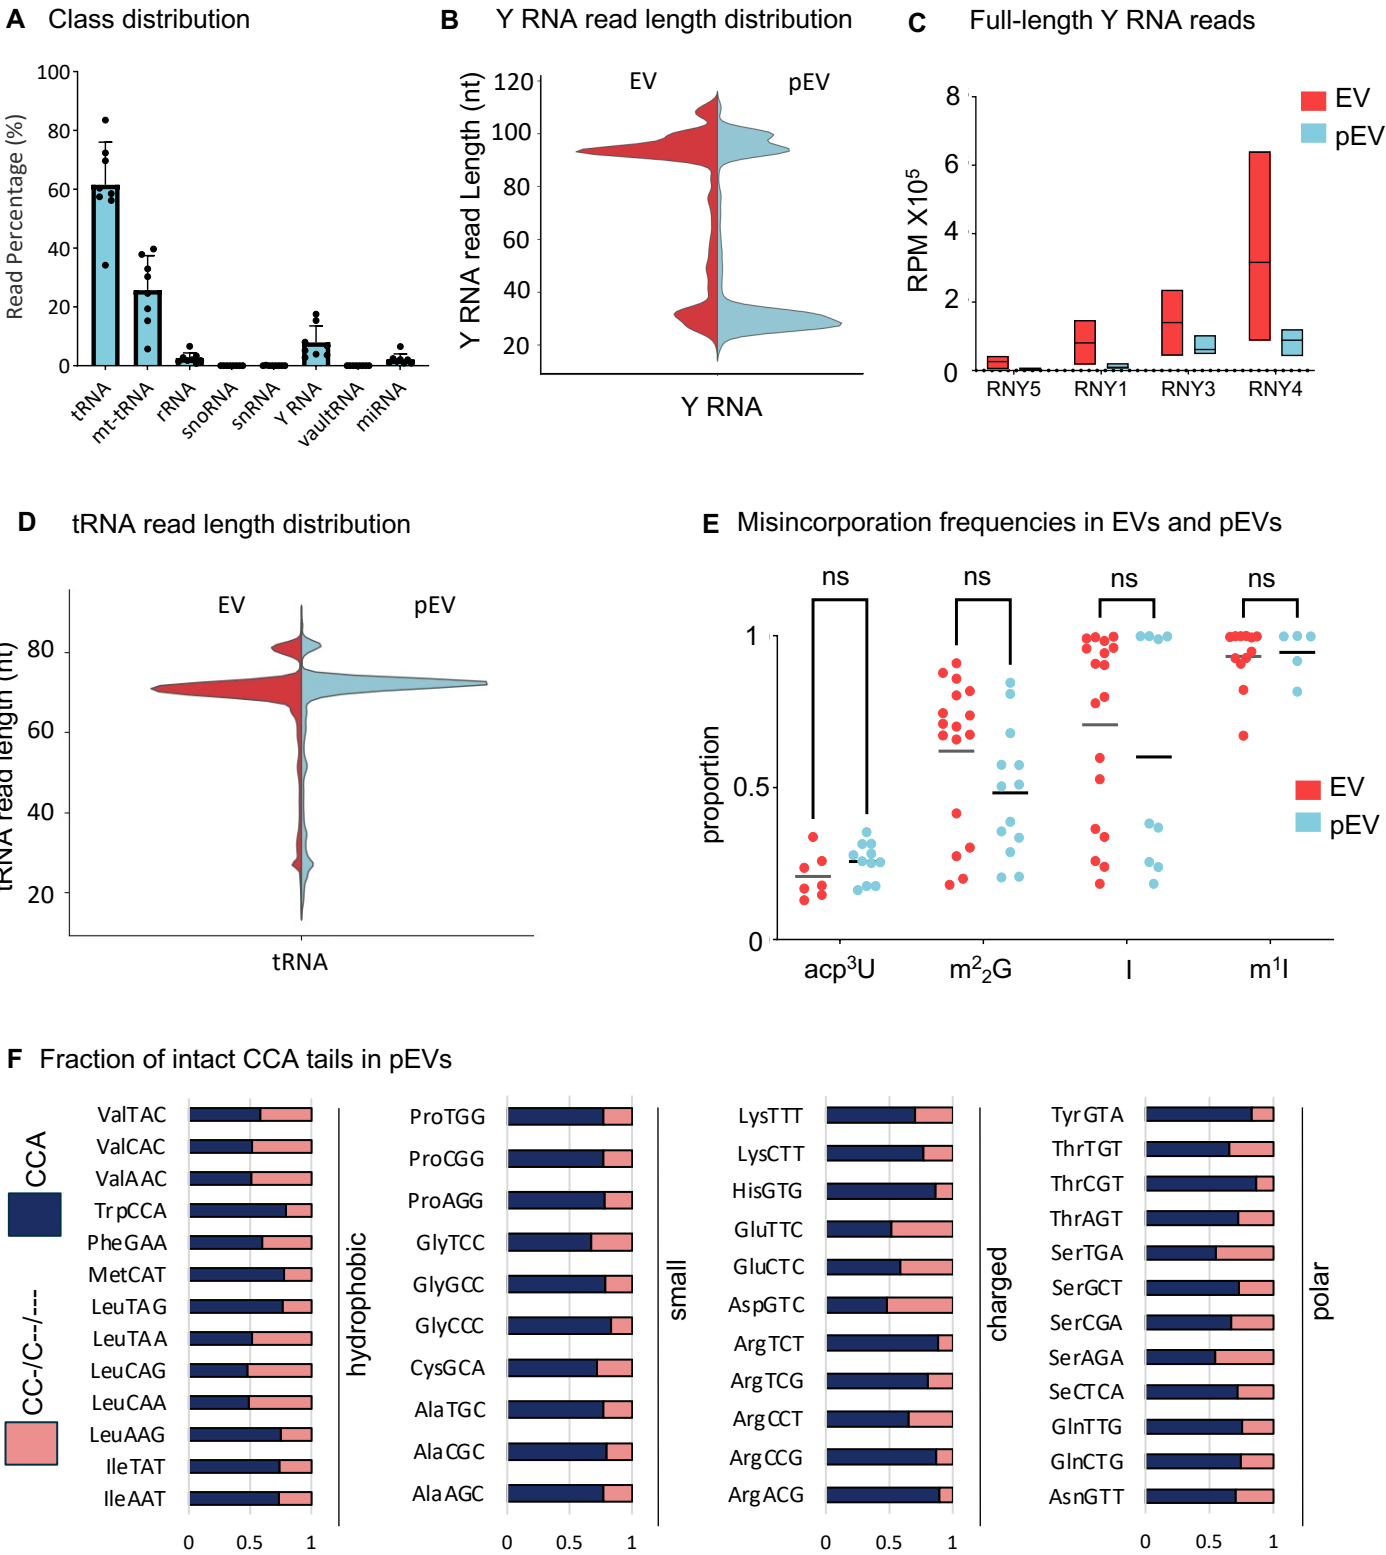 A Class distribution
Read Percentage (%)
100
80
60
40
20
0
tRNA
mt-tRNA
rRNA
snoRNA
snRNA
Y RNA
vaultRNA
miRNA
B Y RNA read length distribution
Y RNA read Length (nt)
EV
pEV
120
100
80
60
40
20
Y RNA
C Full-length Y RNA reads
RPM X10⁵
8
6
4
2
0
EV
pEV
RNY5
RNY1
RNY3
RNY4
D tRNA read length distribution
tRNA read length (nt)
EV
pEV
80
60
40
20
tRNA
E Misincorporation frequencies in EVs and pEVs
ns
ns
ns
ns
proportion
1
0.5
0
EV
pEV
acp³U
m²₂G
I
m¹I
F Fraction of intact CCA tails in pEVs
CCA
CC-/C--/---
ValTAC
ValCAC
ValAAC
TrpCCA
PheGAA
MetCAT
LeuTAG
LeuTAA
LeuCAG
LeuCAA
LeuAAG
IleTAT
IleAAT
0 0.5 1
hydrophobic
ProTGG
ProCGG
ProAGG
GlyTCC
GlyGCC
GlyCCC
CysGCA
AlaTGC
AlaCGC
AlaAGC
0 0.5 1
small
LysTTT
LysCTT
HisGTG
GluTTC
GluCTC
AspGTC
ArgTCT
ArgTCG
ArgCCT
ArgCCG
ArgACG
0 0.5 1
charged
TyrGTA
ThrTGT
ThrCGT
ThrAGT
SerTGA
SerGCT
SerCGA
SerAGA
SeCTCA
GlnTTG
GlnCTG
AsnGTT
0 0.5 1
polar